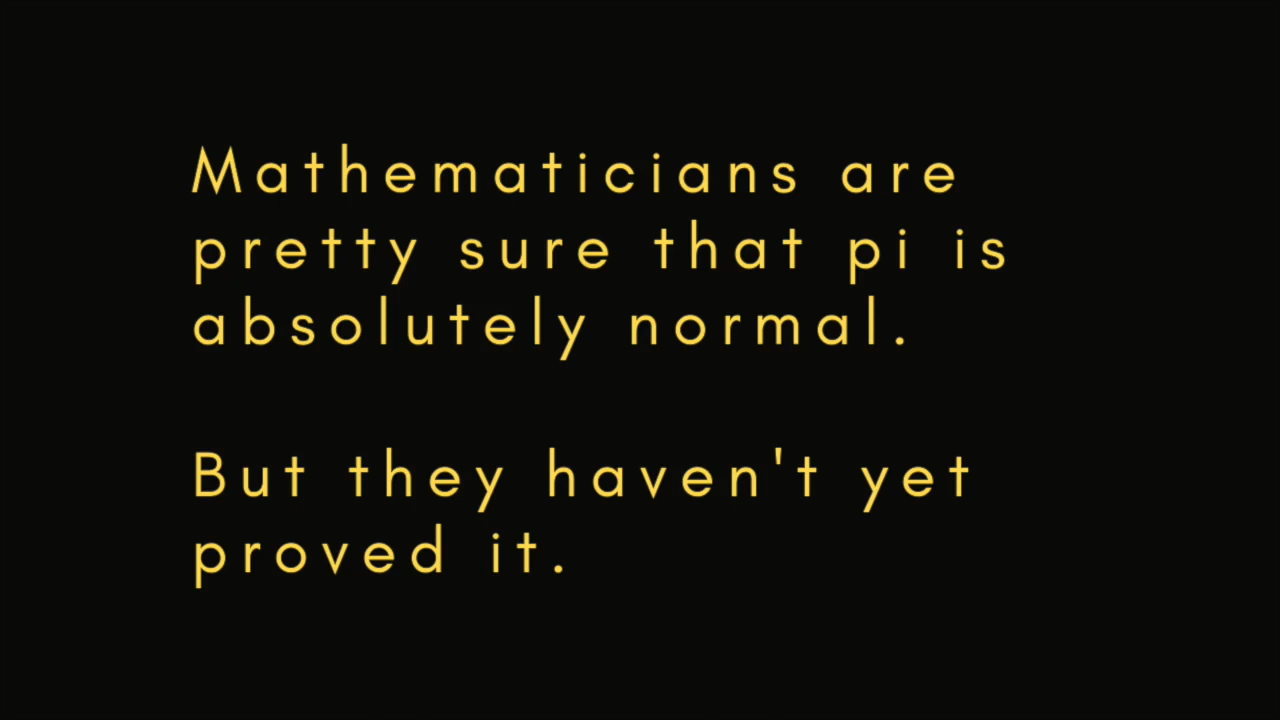 Mathematicians are
pretty sure that pi is
absolutely normal.
But they haven't yet
proved it.